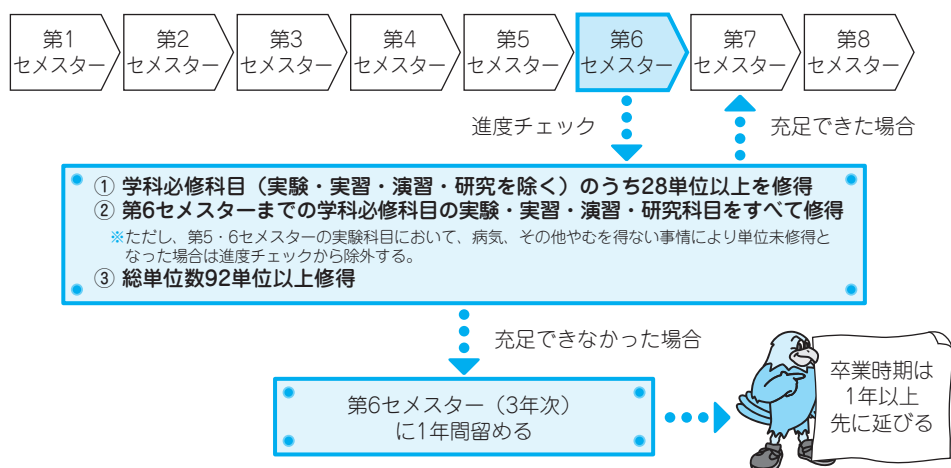 第1
セメスター
第2
セメスター
第3
セメスター
第4
セメスター
第5
セメスター
第6
セメスター
第7
セメスター
第8
セメスター
進度チェック
充足できた場合
① 学科必修科目（実験・実習・演習・研究を除く）のうち28単位以上を修得
② 第6セメスターまでの学科必修科目の実験・実習・演習・研究科目をすべて修得
※ただし、第5・6セメスターの実験科目において、病気、その他やむを得ない事情により単位未修得と
なった場合は進度チェックから除外する。
③ 総単位数92単位以上修得
充足できなかった場合
第6セメスター（3年次）
に1年間留める
卒業時期は
1年以上
先に延びる